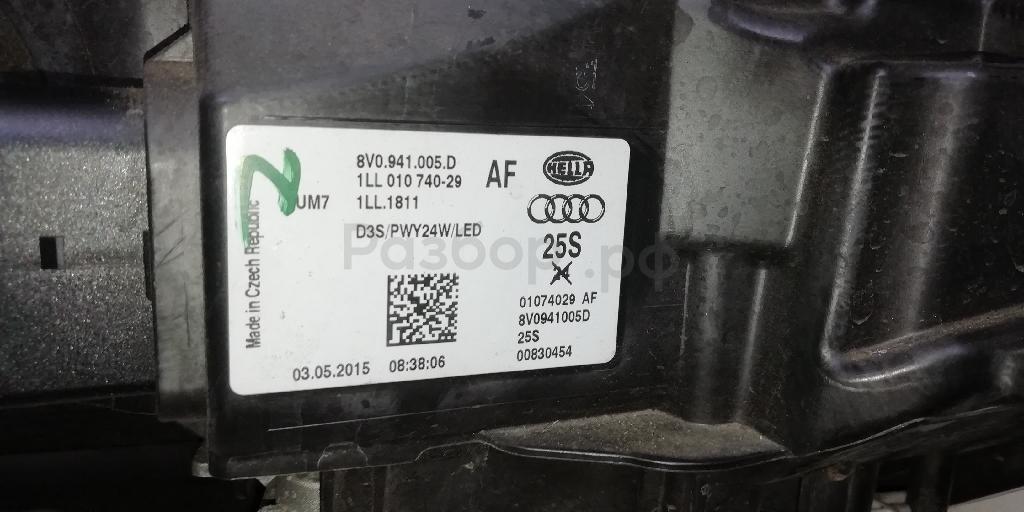 8V0.941.005.D
1LL 010 740-29
UM7 1LL.1811
D3S/PWY24W/LED
AF
HELLA
25S
Made in Czech Republic
2
Разбор.рф
01074029 AF
8V0941005D
25S
00830454
03.05.2015 08:38:06